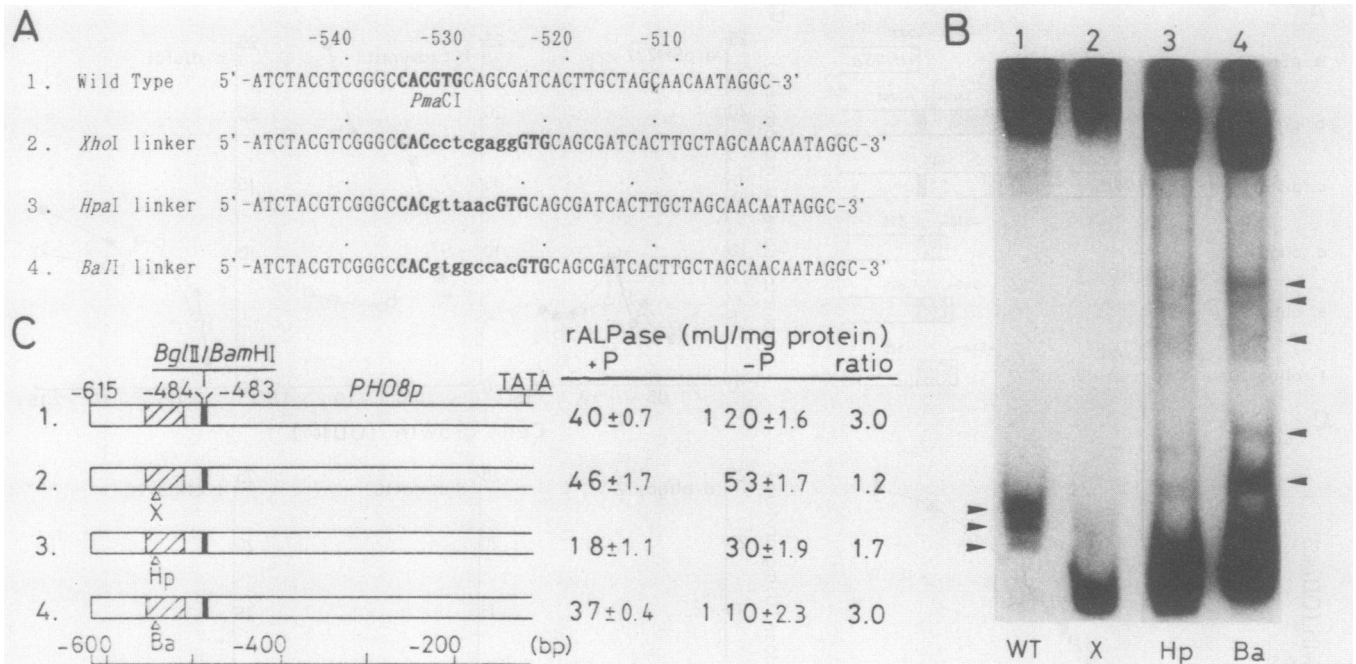 A
-540 -530 -520 -510
1. Wild Type 5'-ATCTACGTCGGGCCACGTGCAGCGATCACTTGCTAGCAACAATAGGC-3'
PmaCI
2. XhoI linker 5'-ATCTACGTCGGGCCACcctcgaggGTGCAGCGATCACTTGCTAGCAACAATAGGC-3'
3. HpaI linker 5'-ATCTACGTCGGGCCACgttaacGTGCAGCGATCACTTGCTAGCAACAATAGGC-3'
4. BalI linker 5'-ATCTACGTCGGGCCACgtggccacGTGCAGCGATCACTTGCTAGCAACAATAGGC-3'
B
1 2 3 4
WT X Hp Ba
C
BglII/BamHI
rALPase (mU/mg protein)
-615 -484 -483 PHO8p TATA +P -P ratio
1. 40±0.7 120±1.6 3.0
2. 46±1.7 53±1.7 1.2
X
3. 18±1.1 30±1.9 1.7
Hp
4. 37±0.4 110±2.3 3.0
Ba
-600 -400 -200 (bp)